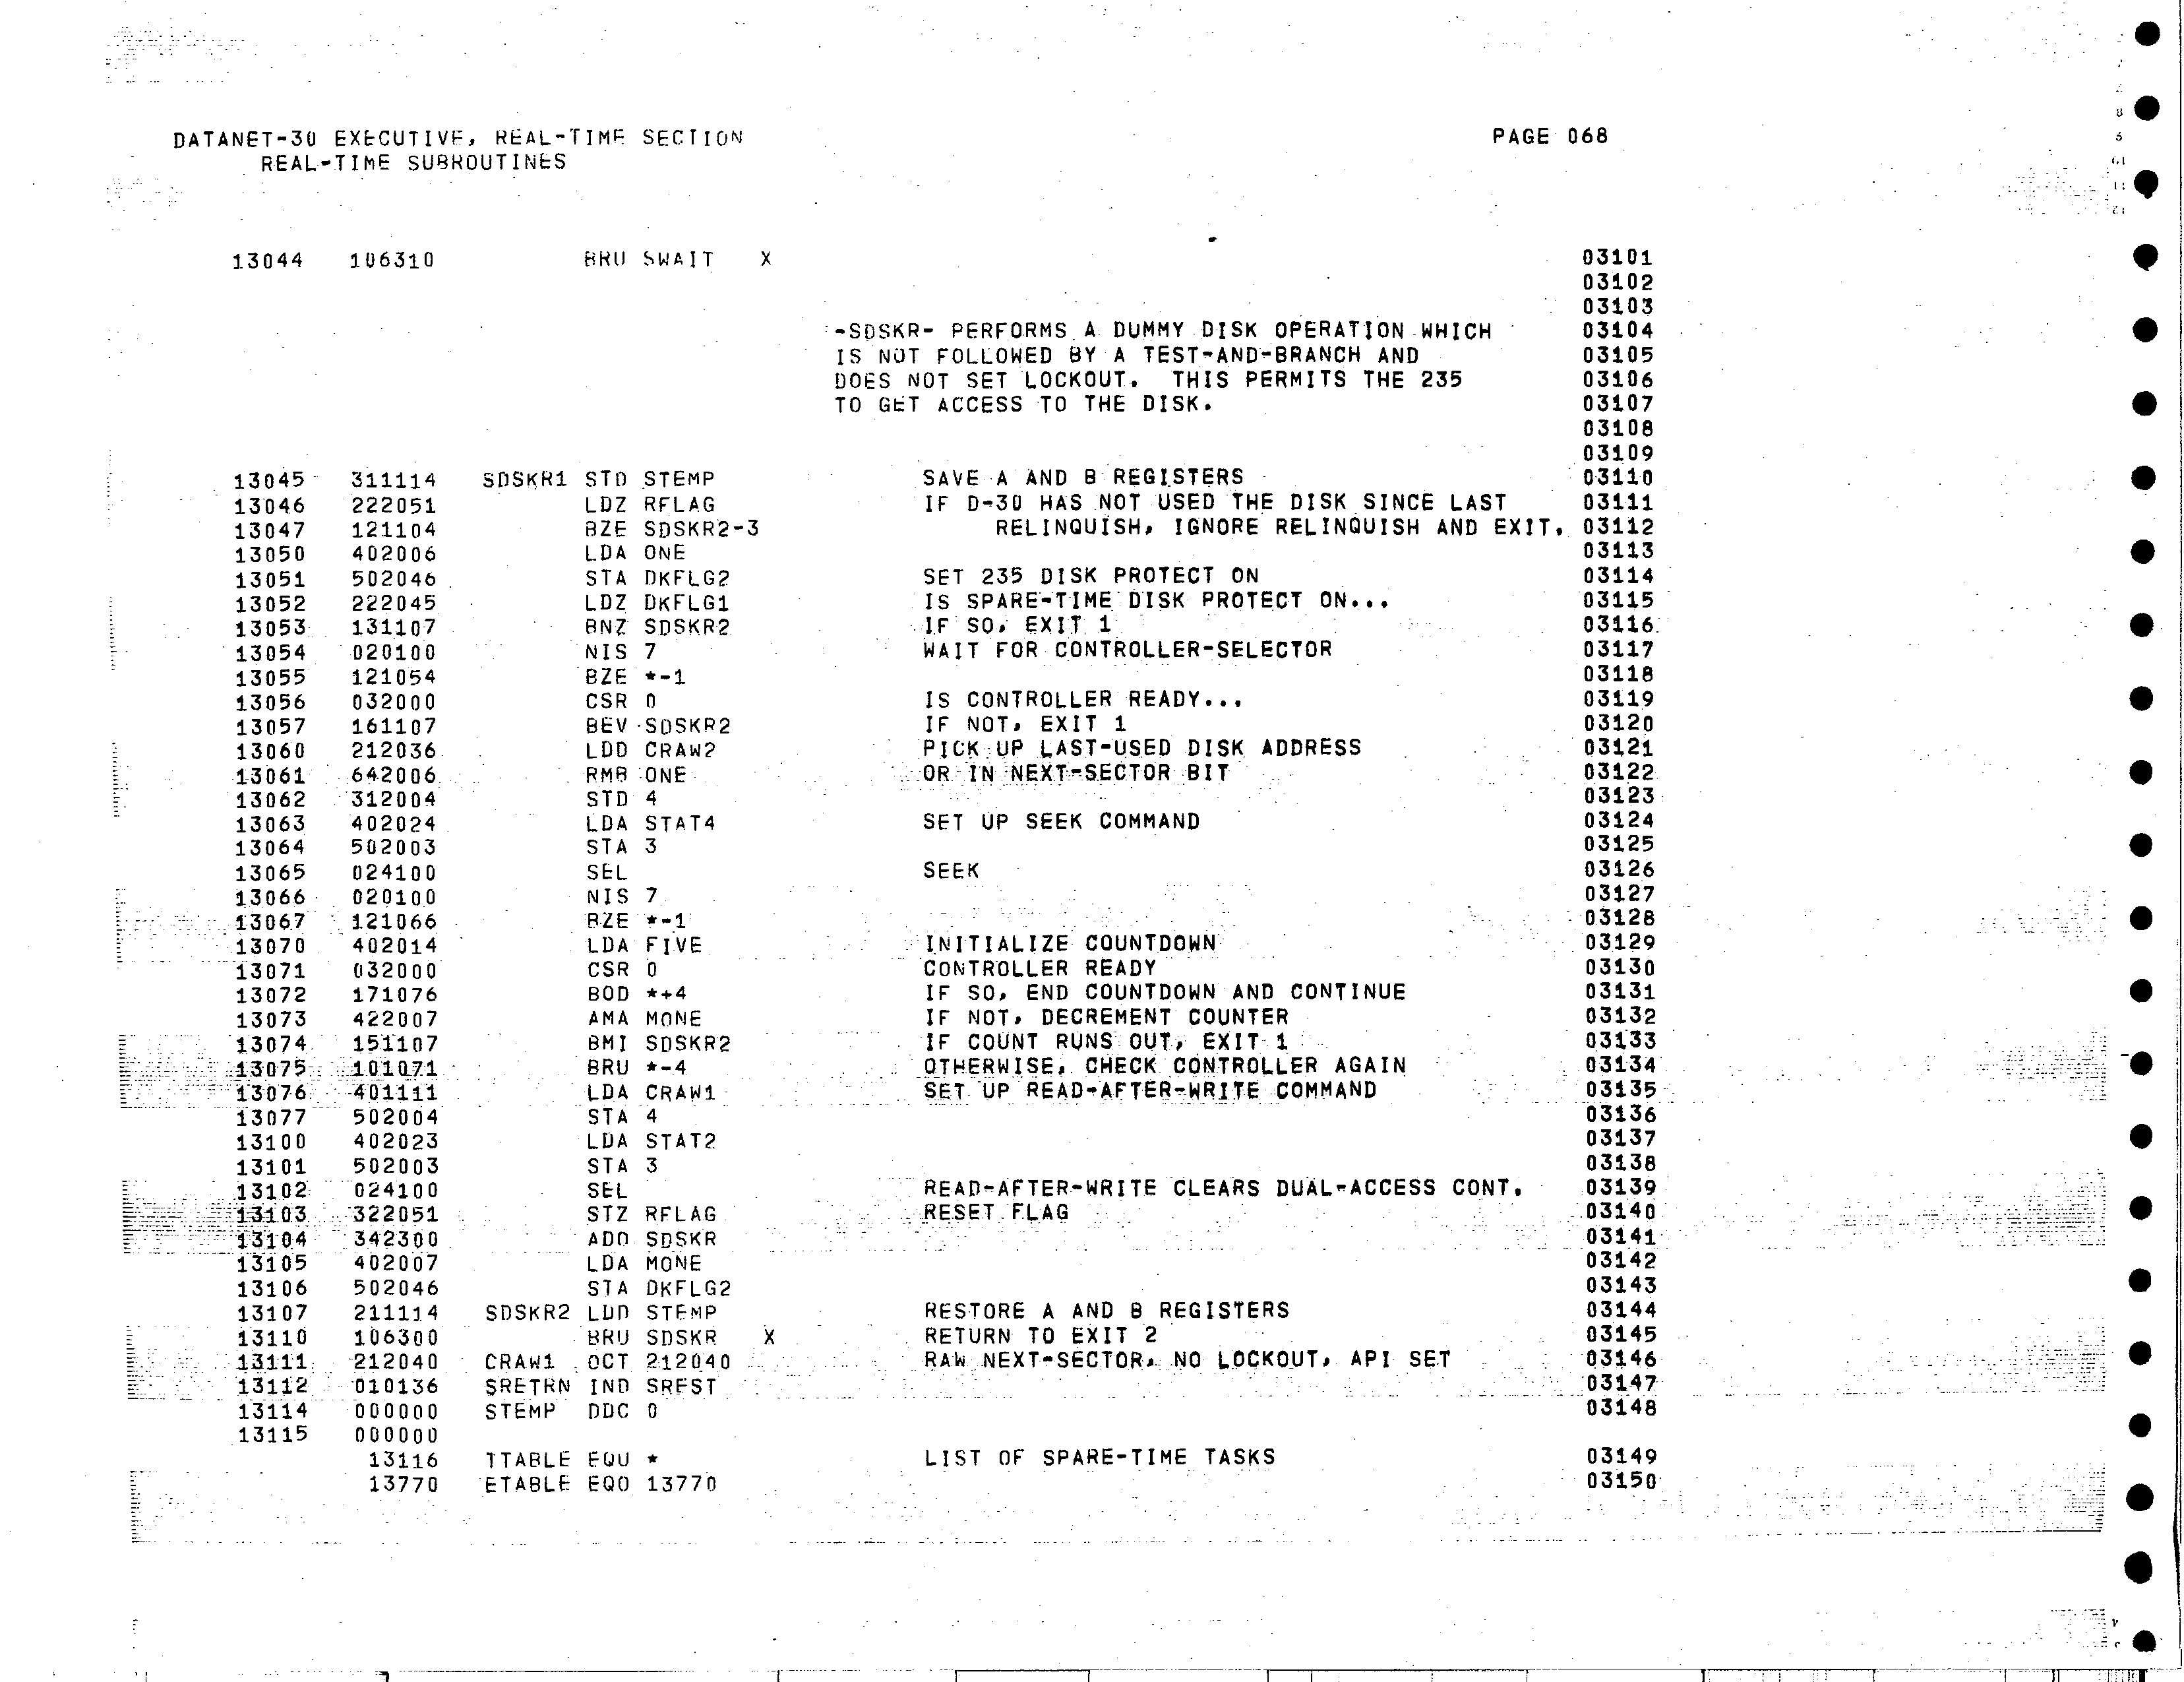 DATANET-30 EXECUTIVE, REAL-TIME SECTION PAGE 068
REAL-TIME SUBROUTINES
13044 106310 BRU SWAIT X 03101
03102
03103
-SDSKR- PERFORMS A DUMMY DISK OPERATION WHICH 03104
IS NOT FOLLOWED BY A TEST-AND-BRANCH AND 03105
DOES NOT SET LOCKOUT. THIS PERMITS THE 235 03106
TO GET ACCESS TO THE DISK. 03107
03108
03109
13045 311114 SDSKR1 STD STEMP SAVE A AND B REGISTERS 03110
13046 222051 LDZ RFLAG IF D-30 HAS NOT USED THE DISK SINCE LAST 03111
13047 121104 BZE SDSKR2-3 RELINQUISH, IGNORE RELINQUISH AND EXIT. 03112
13050 402006 LDA ONE 03113
13051 502046 STA DKFLG2 SET 235 DISK PROTECT ON 03114
13052 222045 LDZ DKFLG1 IS SPARE-TIME DISK PROTECT ON... 03115
13053 131107 BNZ SDSKR2 IF SO, EXIT 1 03116
13054 020100 NIS 7 WAIT FOR CONTROLLER-SELECTOR 03117
13055 121054 BZE *-1 03118
13056 032000 CSR 0 IS CONTROLLER READY... 03119
13057 161107 BEV SDSKR2 IF NOT, EXIT 1 03120
13060 212036 LDD CRAW2 PICK UP LAST-USED DISK ADDRESS 03121
13061 642006 RMB ONE OR IN NEXT-SECTOR BIT 03122
13062 312004 STD 4 03123
13063 402024 LDA STAT4 SET UP SEEK COMMAND 03124
13064 502003 STA 3 03125
13065 024100 SEL SEEK 03126
13066 020100 NIS 7 03127
13067 121066 BZE *-1 03128
13070 402014 LDA FIVE INITIALIZE COUNTDOWN 03129
13071 032000 CSR 0 CONTROLLER READY 03130
13072 171076 BOD *+4 IF SO, END COUNTDOWN AND CONTINUE 03131
13073 422007 AMA MONE IF NOT, DECREMENT COUNTER 03132
13074 151107 BMI SDSKR2 IF COUNT RUNS OUT, EXIT 1 03133
13075 101071 BRU *-4 OTHERWISE, CHECK CONTROLLER AGAIN 03134
13076 401111 LDA CRAW1 SET UP READ-AFTER-WRITE COMMAND 03135
13077 502004 STA 4 03136
13100 402023 LDA STAT2 03137
13101 502003 STA 3 03138
13102 024100 SEL READ-AFTER-WRITE CLEARS DUAL-ACCESS CONT. 03139
13103 322051 STZ RFLAG RESET FLAG 03140
13104 342300 ADO SDSKR 03141
13105 402007 LDA MONE 03142
13106 502046 STA DKFLG2 03143
13107 211114 SDSKR2 LDD STEMP RESTORE A AND B REGISTERS 03144
13110 106300 BRU SDSKR X RETURN TO EXIT 2 03145
13111 212040 CRAW1 OCT 212040 RAW NEXT-SECTOR, NO LOCKOUT, API SET 03146
13112 010136 SRETRN IND SREST 03147
13114 000000 STEMP DDC 0 03148
13115 000000
13116 TTABLE EQU * LIST OF SPARE-TIME TASKS 03149
13770 ETABLE EQO 13770 03150